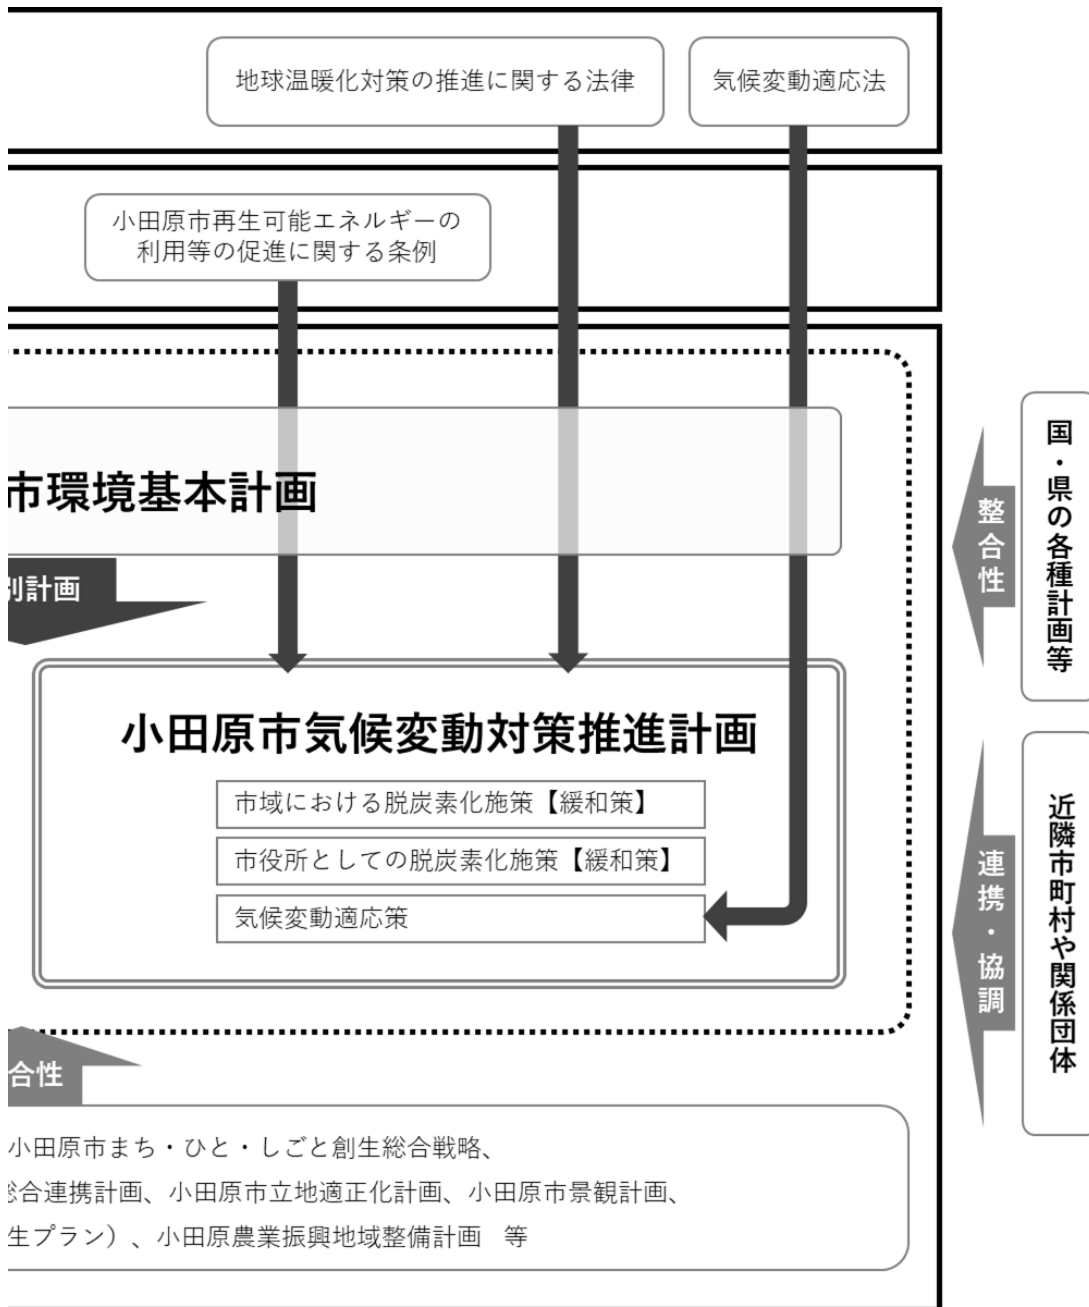 地球温暖化対策の推進に関する法律
気候変動適応法
小田原市再生可能エネルギーの
利用等の促進に関する条例
市環境基本計画
別計画
小田原市気候変動対策推進計画
市域における脱炭素化施策【緩和策】
市役所としての脱炭素化施策【緩和策】
気候変動適応策
合性
小田原市まち・ひと・しごと創生総合戦略、
総合連携計画、小田原市立地適正化計画、小田原市景観計画、
生プラン）、小田原農業振興地域整備計画　等
整合性
国・県の各種計画等
連携・協調
近隣市町村や関係団体